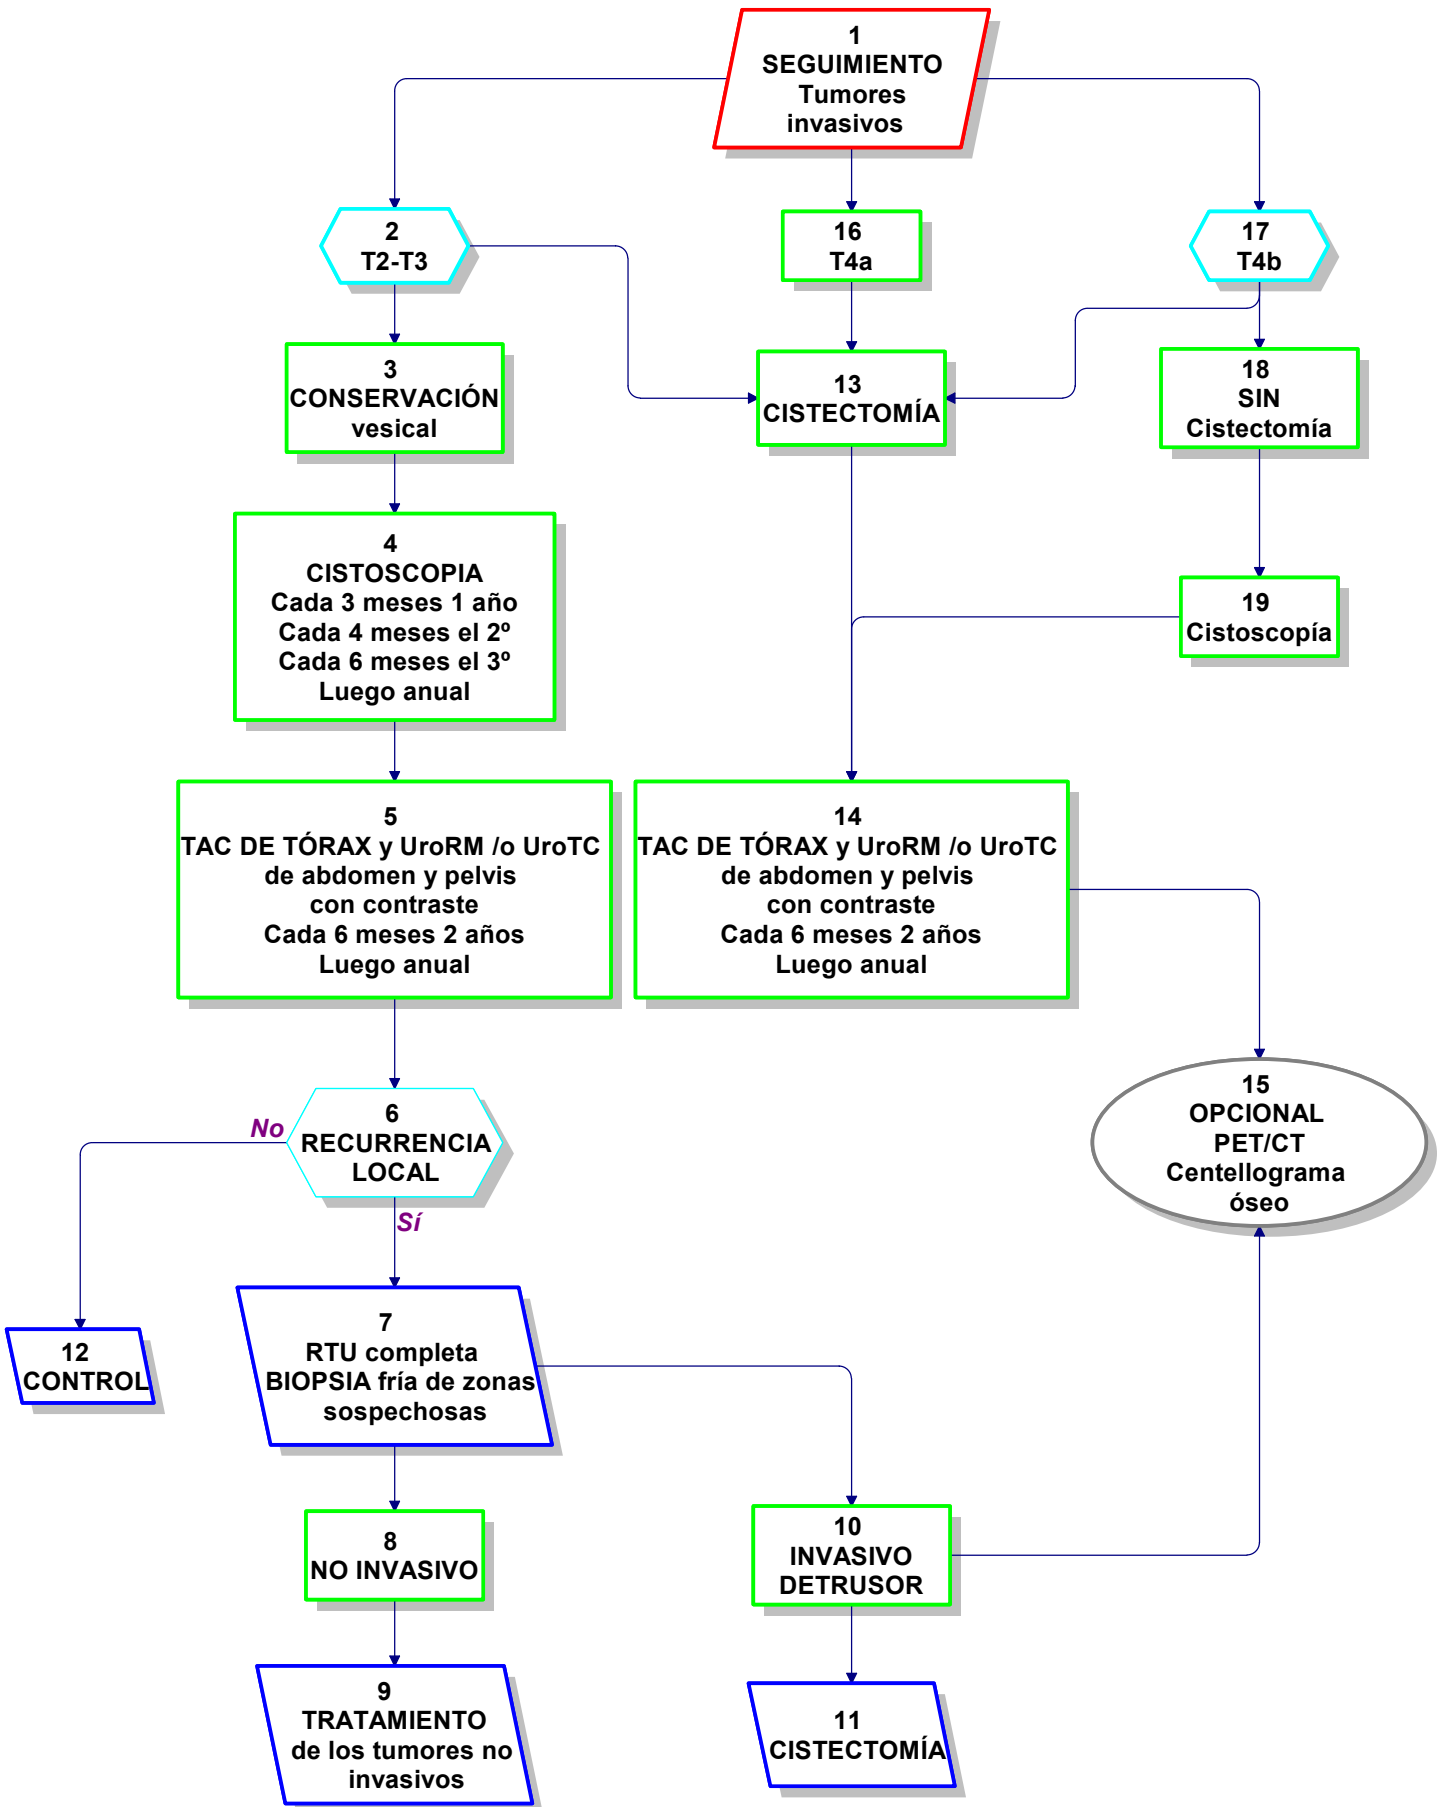 1
SEGUIMIENTO
Tumores
invasivos
2
T2-T3
16
T4a
17
T4b
3
CONSERVACIÓN
vesical
13
CISTECTOMÍA
18
SIN
Cistectomía
4
CISTOSCOPIA
Cada 3 meses 1 año
Cada 4 meses el 2º
Cada 6 meses el 3º
Luego anual
19
Cistoscopía
5
TAC DE TÓRAX y UroRM /o UroTC
de abdomen y pelvis
con contraste
Cada 6 meses 2 años
Luego anual
14
TAC DE TÓRAX y UroRM /o UroTC
de abdomen y pelvis
con contraste
Cada 6 meses 2 años
Luego anual
6
RECURRENCIA
LOCAL
No
Sí
15
OPCIONAL
PET/CT
Centellograma
óseo
12
CONTROL
7
RTU completa
BIOPSIA fría de zonas
sospechosas
8
NO INVASIVO
10
INVASIVO
DETRUSOR
9
TRATAMIENTO
de los tumores no
invasivos
11
CISTECTOMÍA